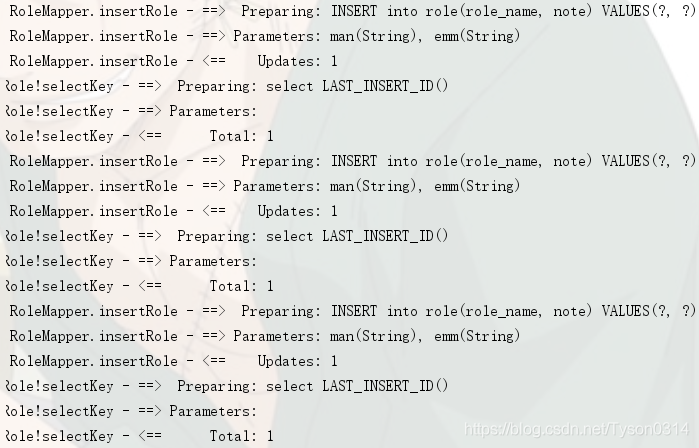 RoleMapper.insertRole - ==>  Preparing: INSERT into role(role_name, note) VALUES(?, ?)
RoleMapper.insertRole - ==> Parameters: man(String), emm(String)
RoleMapper.insertRole - <==    Updates: 1
Role!selectKey - ==>  Preparing: select LAST_INSERT_ID()
Role!selectKey - ==> Parameters:
Role!selectKey - <==      Total: 1
RoleMapper.insertRole - ==>  Preparing: INSERT into role(role_name, note) VALUES(?, ?)
RoleMapper.insertRole - ==> Parameters: man(String), emm(String)
RoleMapper.insertRole - <==    Updates: 1
Role!selectKey - ==>  Preparing: select LAST_INSERT_ID()
Role!selectKey - ==> Parameters:
Role!selectKey - <==      Total: 1
RoleMapper.insertRole - ==>  Preparing: INSERT into role(role_name, note) VALUES(?, ?)
RoleMapper.insertRole - ==> Parameters: man(String), emm(String)
RoleMapper.insertRole - <==    Updates: 1
Role!selectKey - ==>  Preparing: select LAST_INSERT_ID()
Role!selectKey - ==> Parameters:
Role!selectKey - <==      Total: 1
https://blog.csdn.net/Tyson0314